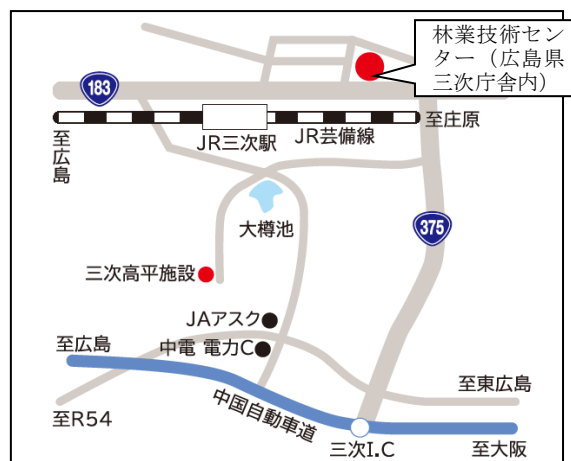 林業技術セン
ター（広島県
三次庁舎内）
183
JR三次駅
JR芸備線
至庄原
至広島
大樽池
375
三次高平施設
JAアスク
中電 電力C
至広島
至東広島
中国自動車道
至R54
三次I.C
至大阪